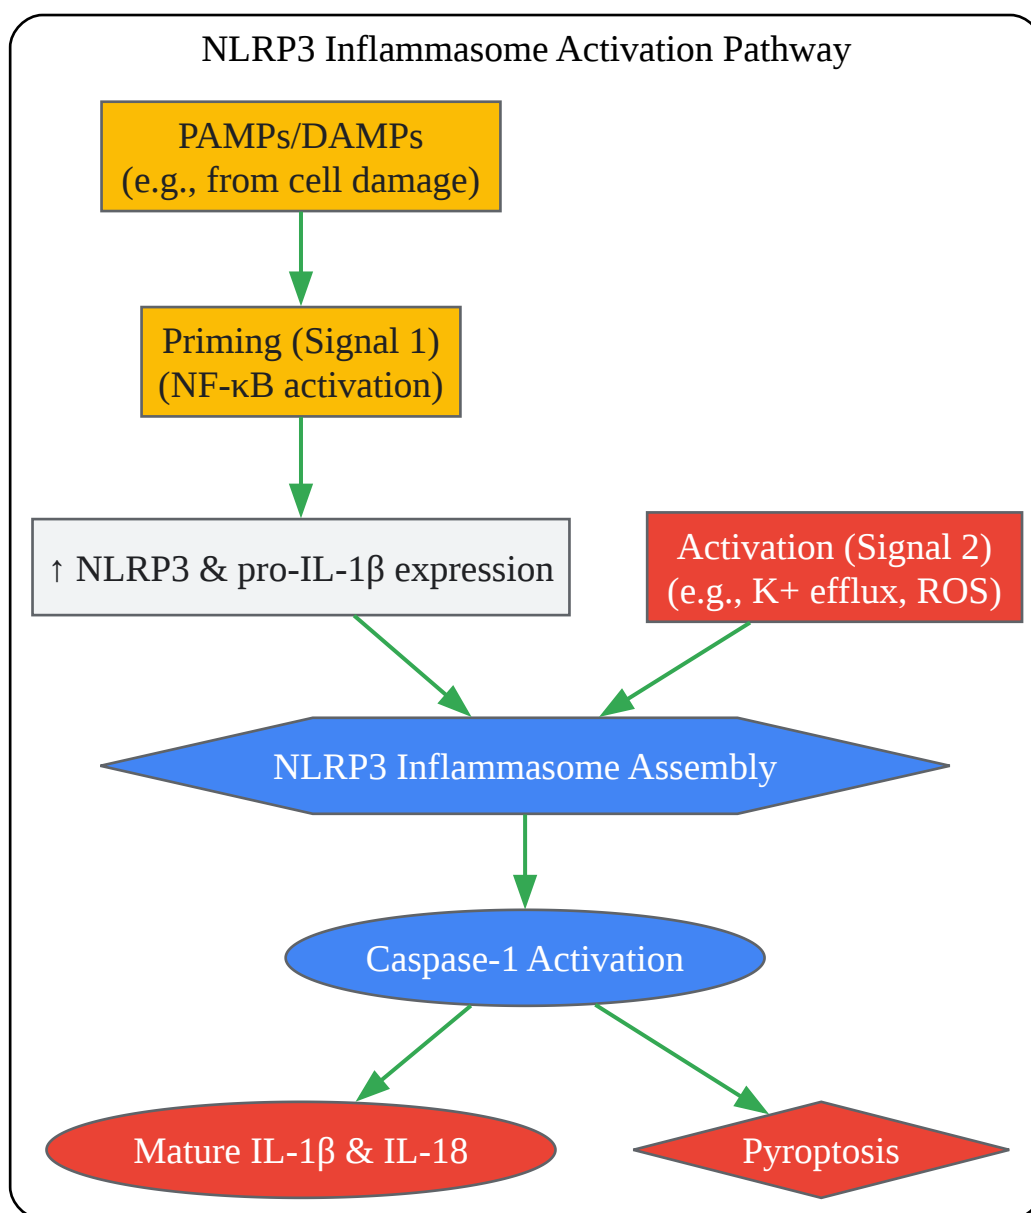 NLRP3 Inflammasome Activation Pathway
PAMPs/DAMPs
(e.g., from cell damage)
Priming (Signal 1)
(NF-κB activation)
↑ NLRP3 & pro-IL-1β expression
Activation (Signal 2)
(e.g., K+ efflux, ROS)
NLRP3 Inflammasome Assembly
Caspase-1 Activation
Mature IL-1β & IL-18
Pyroptosis